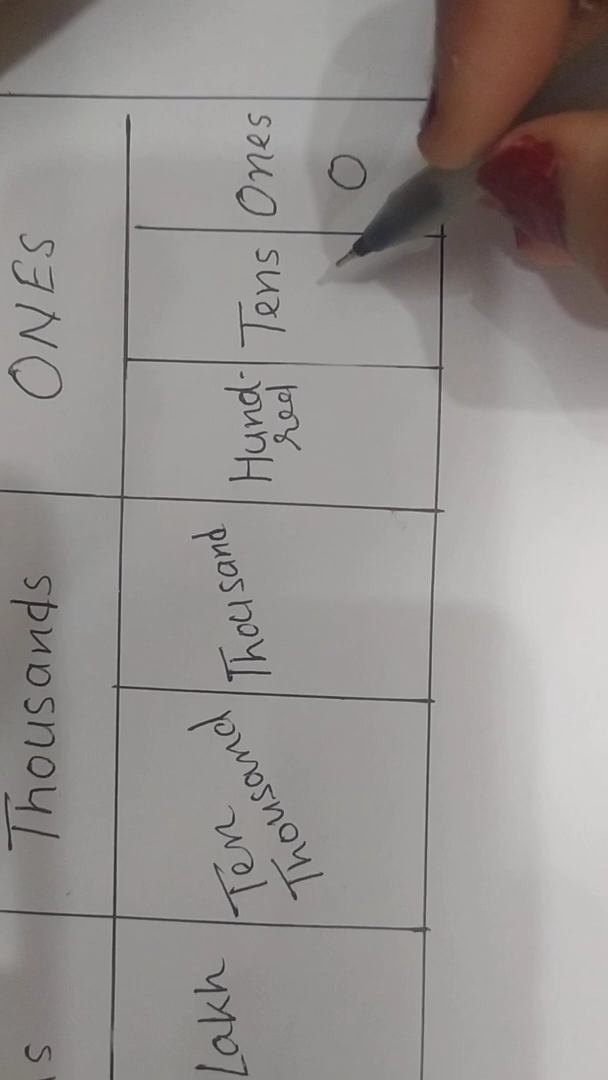 Thousands ONES
Lakh
Ten
Thousand
Thousand
Hund-
red
Tens
Ones
0